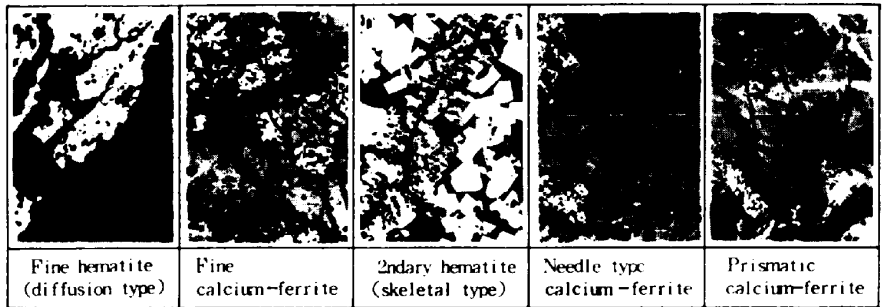 Fine hematite
(diffusion type)
Fine
calcium-ferrite
2ndary hematite
(skeletal type)
Needle type
calcium-ferrite
Prismatic
calcium-ferrite